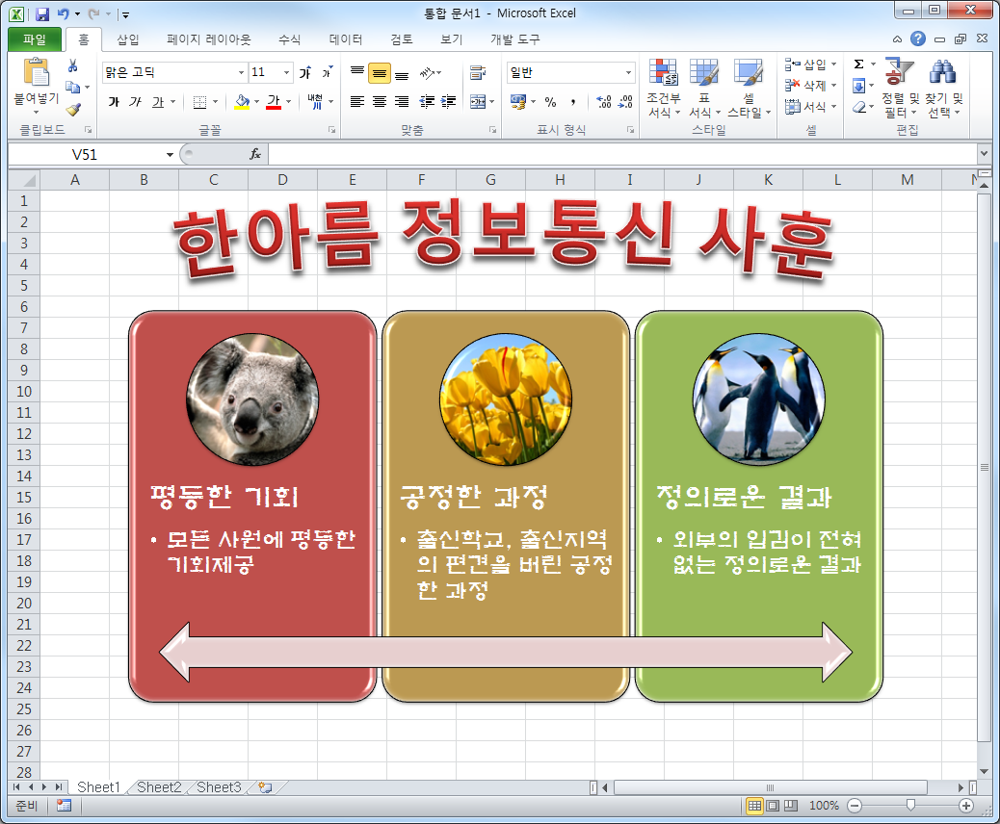 통합 문서1 - Microsoft Excel
파일 홈 삽입 페이지 레이아웃 수식 데이터 검토 보기 개발 도구
붙여넣기
클립보드
맑은 고딕 11 가 가
가 가 가 가 내천
글꼴
맞춤
일반
% ,
표시 형식
조건부 서식
표 서식
셀 스타일
스타일
삽입
삭제
서식
셀
Σ
정렬 및 필터
찾기 및 선택
편집
V51 fx
A B C D E F G H I J K L M N
1
2
3
4
5
6
7
8
9
10
11
12
13
14
15
16
17
18
19
20
21
22
23
24
25
26
27
28
한아름 정보통신 사훈
평등한 기회
• 모든 사원에 평등한
기회제공
공정한 과정
• 출신학교, 출신지역
의 편견을 버린 공정
한 과정
정의로운 결과
• 외부의 입김이 전혀
없는 정의로운 결과
Sheet1 Sheet2 Sheet3
준비 100%